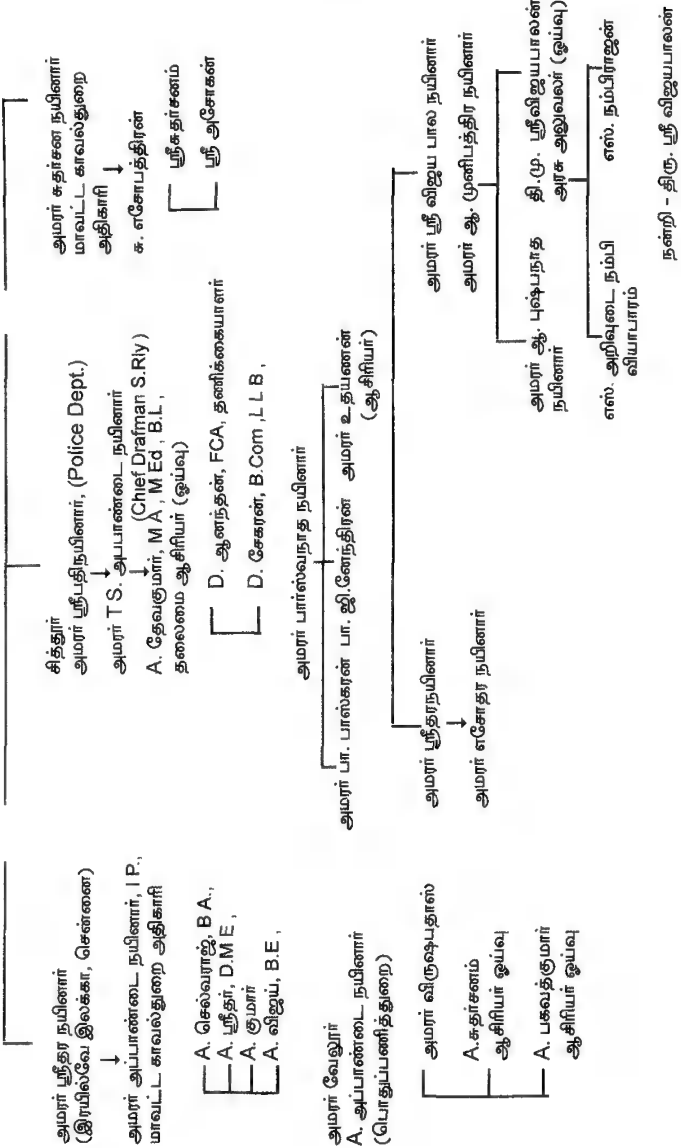 அமரர் ஸ்ரீதர நயினார்
(இரயில்வே இலக்கா, சென்னை)
அமரர் அப்பாண்டை நயினார், I P.,
மாவட்ட காவல்துறை அதிகாரி
A. செல்வராஜ், B A.,
A. ஸ்ரீதர், D.M E ,
A. குமார்
A. விஜய், B.E ,
சித்தூர்
அமரர் ஸ்ரீபதிநயினார், (Police Dept.)
அமரர் T S. அப்பாண்டை நயினார்
(Chief Drafman S.Rly )
A. தேவகுமார், M A , M Ed , B.L ,
தலைமை ஆசிரியர் (ஓய்வு)
D. ஆனந்தன், FCA, தணிக்கையாளர்
D. சேகரன், B.Com ,L L B ,
அமரர் சுதர்சன நயினார்
மாவட்ட காவல்துறை
அதிகாரி
சு. எசோபத்திரன்
ஸ்ரீசுதர்சனம்
ஸ்ரீ அசோகன்
அமரர் வேலூர்
A. அப்பாண்டை நயினார்
(பொதுப்பணித்துறை)
அமரர் விருஷபதாஸ்
A.சுதர்சனம்
ஆசிரியர் ஓய்வு
A. பகவத்குமார்
ஆசிரியர் ஓய்வு
அமரர் பார்ஸ்வநாத நயினார்
அமரர் பா. பாஸ்கரன் பா. ஜி.னேந்திரன் அமரர் உதயணன்
(ஆசிரியர்)
அமரர் ஸ்ரீதரநயினார்
அமரர் எசோதர நயினார்
அமரர் ஸ்ரீ விஜய பால நயினார்
அமரர் ஆ. முனிபத்திர நயினார்
அமரர் ஆ. புஷ்பநாத தி.மு. ஸ்ரீவிஜயபாலன்
நயினார் அரசு அலுவலர் (ஓய்வு)
எஸ். அறிவுடை நம்பி எஸ். நம்பிராஜன்
வியாபாரம்
நன்றி - திரு. ஸ்ரீ விஜயபாலன்